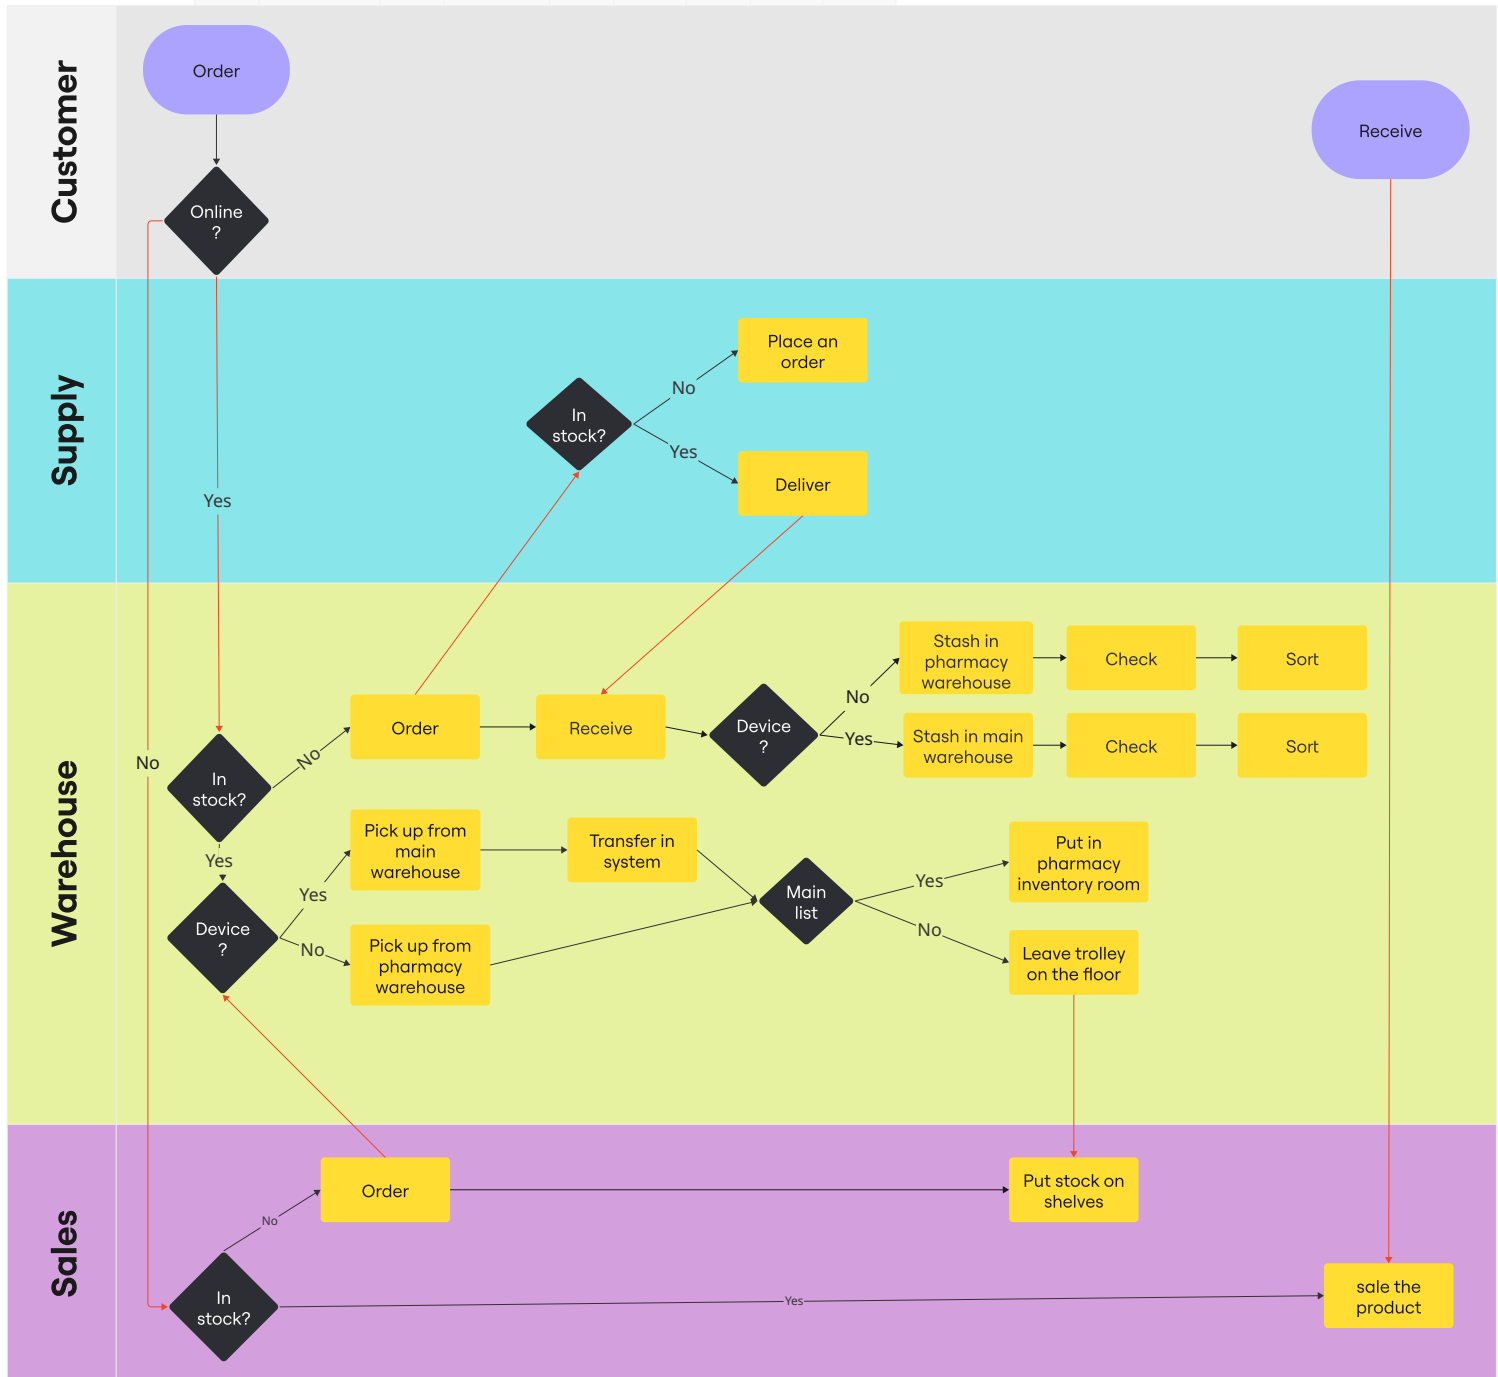 Customer
Order
Receive
Online
?
Supply
Place an
order
No
In
stock?
Yes
Deliver
Yes
Warehouse
Stash in
pharmacy
warehouse
Check
Sort
No
Order
Receive
Device
?
Yes
Stash in main
warehouse
Check
Sort
No
No
In
stock?
Yes
Pick up from
main
warehouse
Transfer in
system
Put in
pharmacy
inventory room
Yes
Main
list
Yes
Device
?
No
No
Pick up from
pharmacy
warehouse
Leave trolley
on the floor
Sales
Order
Put stock on
shelves
No
In
stock?
Yes
sale the
product